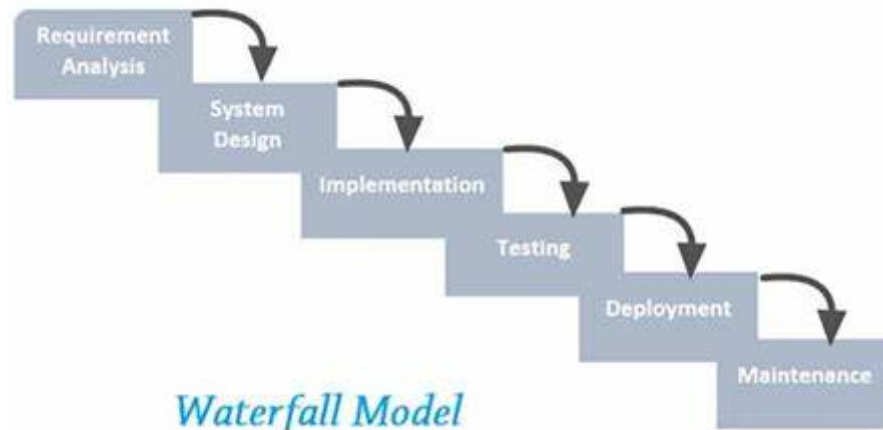 Requirement
Analysis
System
Design
Implementation
Testing
Deployment
Maintenance
Waterfall Model